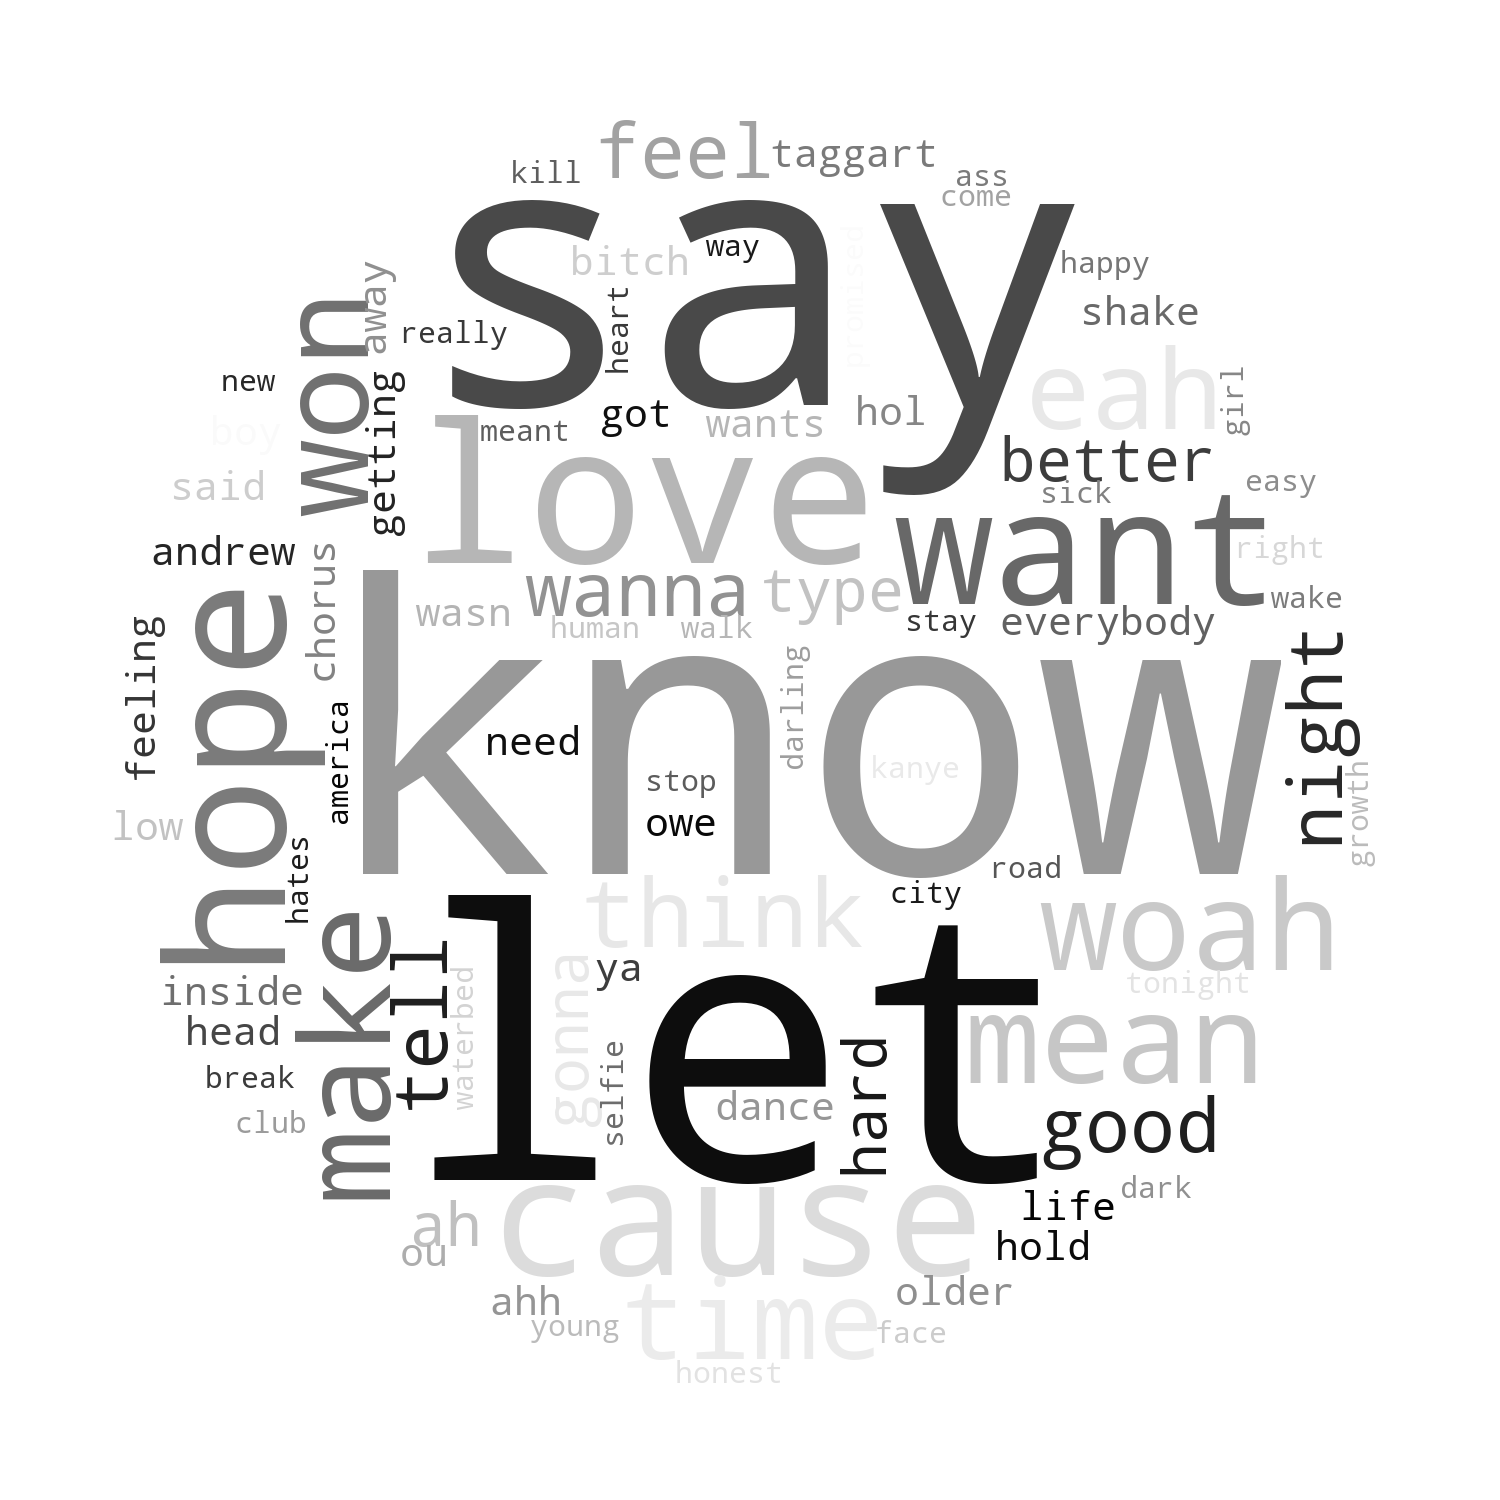 feel
taggart
kill
ass
come
say
way
bitch
promised
happy
away
won
really
heart
shake
new
getting
eah
girl
love
meant
got
wants
hol
boy
better
said
sick
easy
want
andrew
chorus
right
wanna
type
wasn
human
walk
stay
everybody
wake
hope
feeling
know
darling
night
america
need
kanye
stop
owe
growth
low
hates
road
city
let
think
woah
make
tell
ya
inside
waterbed
gonna
tonight
mean
head
selfie
hard
break
club
dance
good
cause
dark
life
ah
ou
hold
ahh
older
young
time
face
honest